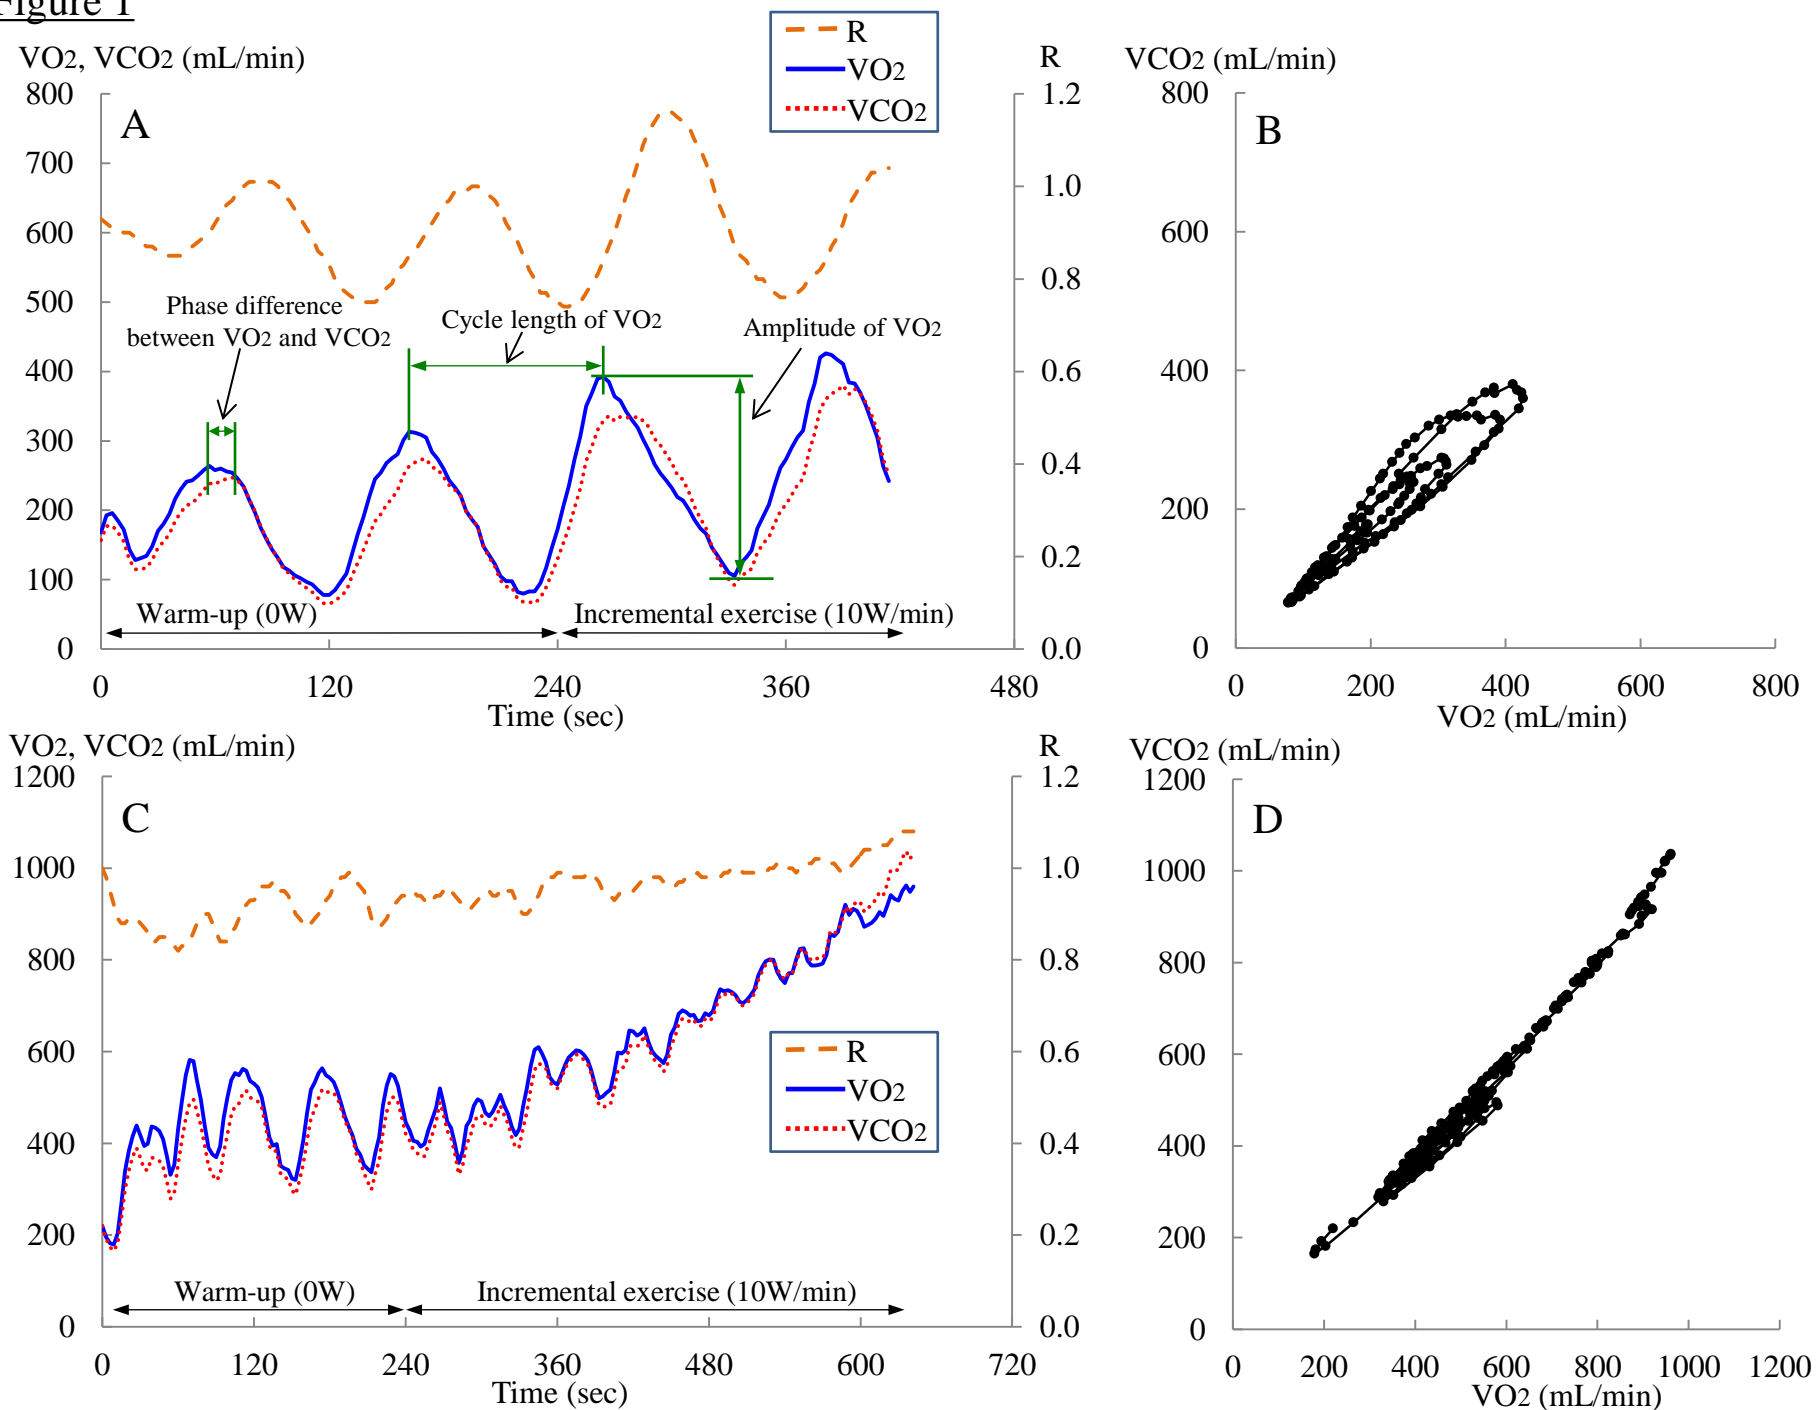 Figure 1
R
VO2
VCO2
VO2, VCO2 (mL/min)
R
A
800
700
600
500
400
300
200
100
0
1.2
1.0
0.8
0.6
0.4
0.2
0.0
Phase difference
between VO2 and VCO2
Cycle length of VO2
Amplitude of VO2
Warm-up (0W)
Incremental exercise (10W/min)
0
120
240
360
480
Time (sec)
VCO2 (mL/min)
B
800
600
400
200
0
0
200
400
600
800
VO2 (mL/min)
VO2, VCO2 (mL/min)
R
C
1200
1000
800
600
400
200
0
1.2
1.0
0.8
0.6
0.4
0.2
0.0
R
VO2
VCO2
Warm-up (0W)
Incremental exercise (10W/min)
0
120
240
360
480
600
720
Time (sec)
VCO2 (mL/min)
D
1200
1000
800
600
400
200
0
0
200
400
600
800
1000
1200
VO2 (mL/min)